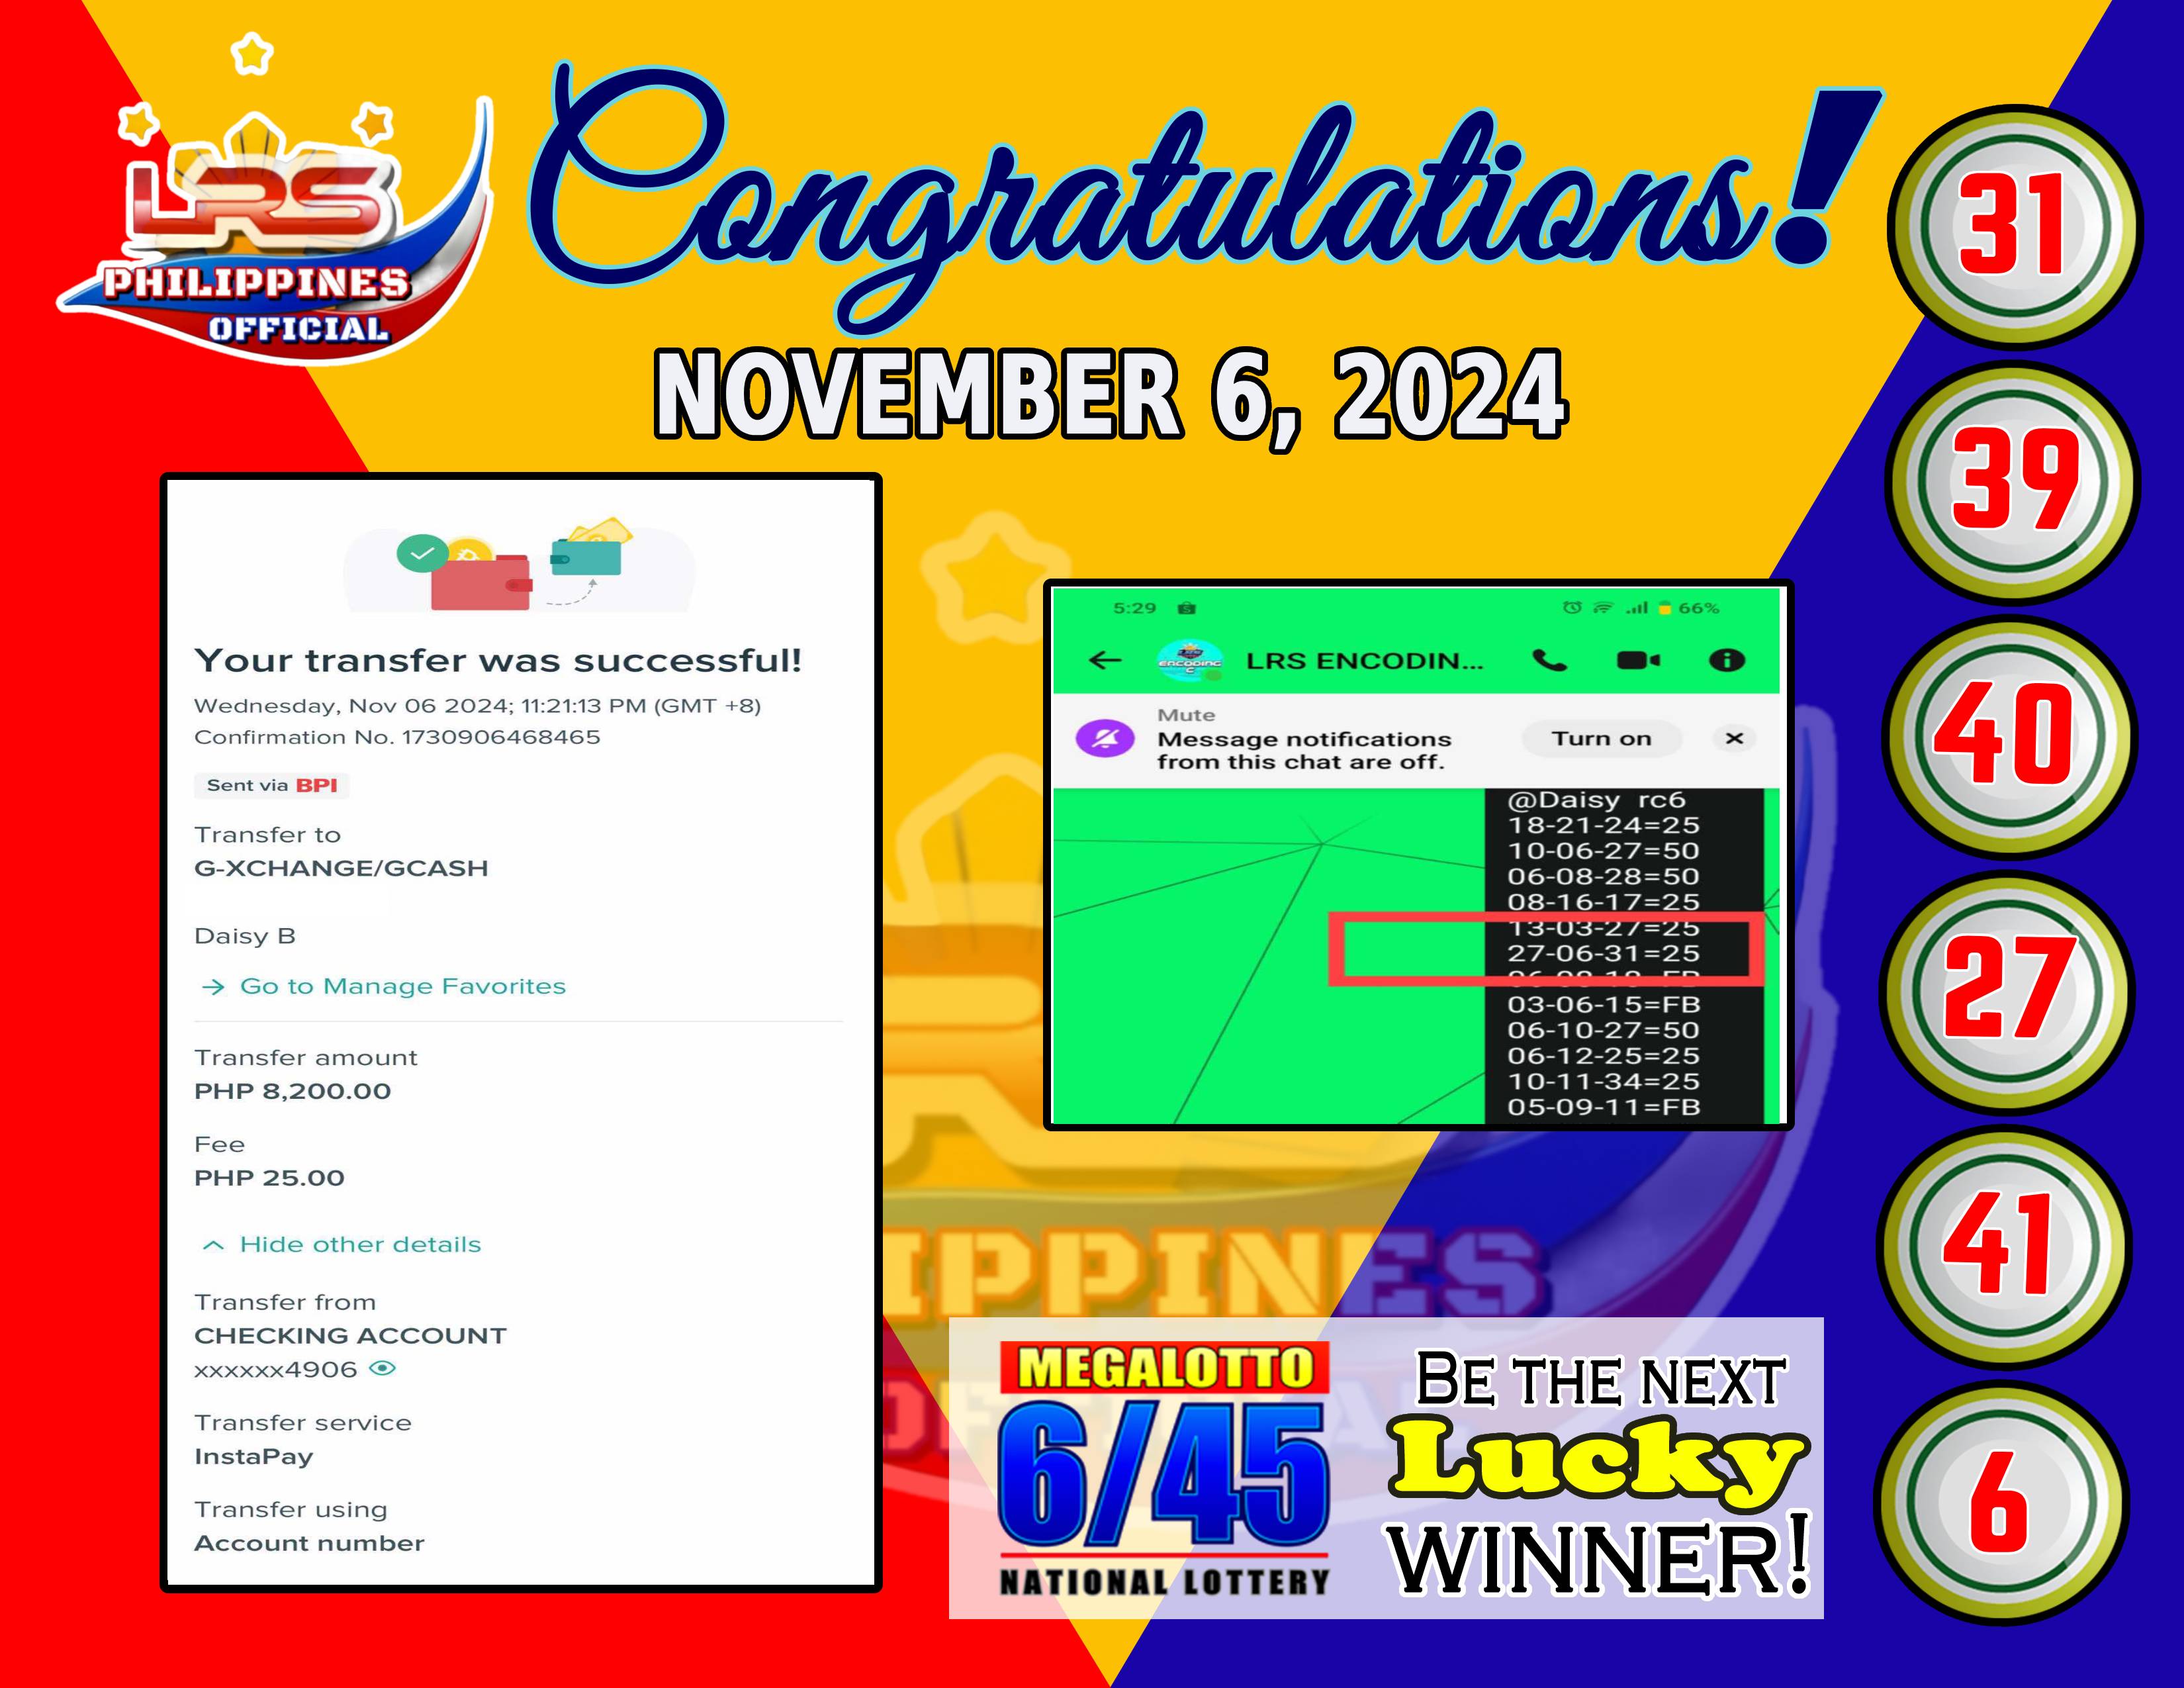 LRS
PHILIPPINES
OFFICIAL
Congratulations!
NOVEMBER 6, 2024
Your transfer was successful!
Wednesday, Nov 06 2024; 11:21:13 PM (GMT +8)
Confirmation No. 1730906468465
Sent via BPI
Transfer to
G-XCHANGE/GCASH
Daisy B
→ Go to Manage Favorites
Transfer amount
PHP 8,200.00
Fee
PHP 25.00
Hide other details
Transfer from
CHECKING ACCOUNT
xxxxxx4906
Transfer service
InstaPay
Transfer using
Account number
5:29
66%
ENCODING
LRS ENCODIN...
Mute
Message notifications
from this chat are off.
Turn on
@Daisy rc6
18-21-24=25
10-06-27=50
06-08-28=50
08-16-17=25
13-03-27=25
27-06-31=25
03-06-15=FB
06-10-27=50
06-12-25=25
10-11-34=25
05-09-11=FB
IPPINES
MEGALOTTO
6/45
NATIONAL LOTTERY
BE THE NEXT
Lucky
WINNER!
31
39
40
27
41
6